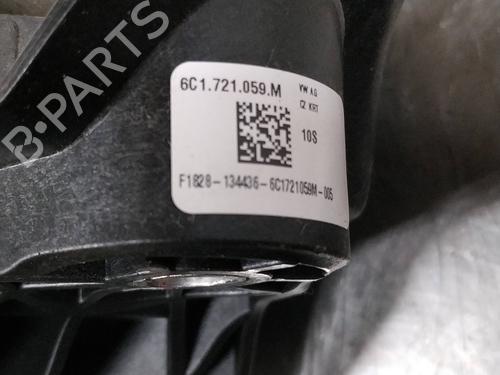 B-PARTS
6C1.721.059.M
VW AG
CZ KRT
10S
F1828-134436-6C1721059M-005